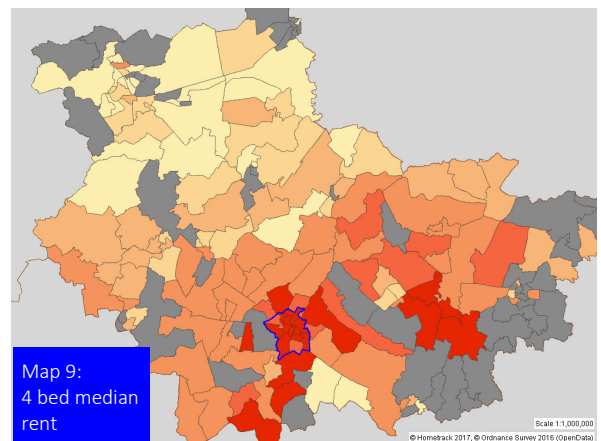 Map 9:
4 bed median
rent
Scale 1:1,000,000
© Hometrack 2017, © Ordnance Survey 2016 (OpenData)